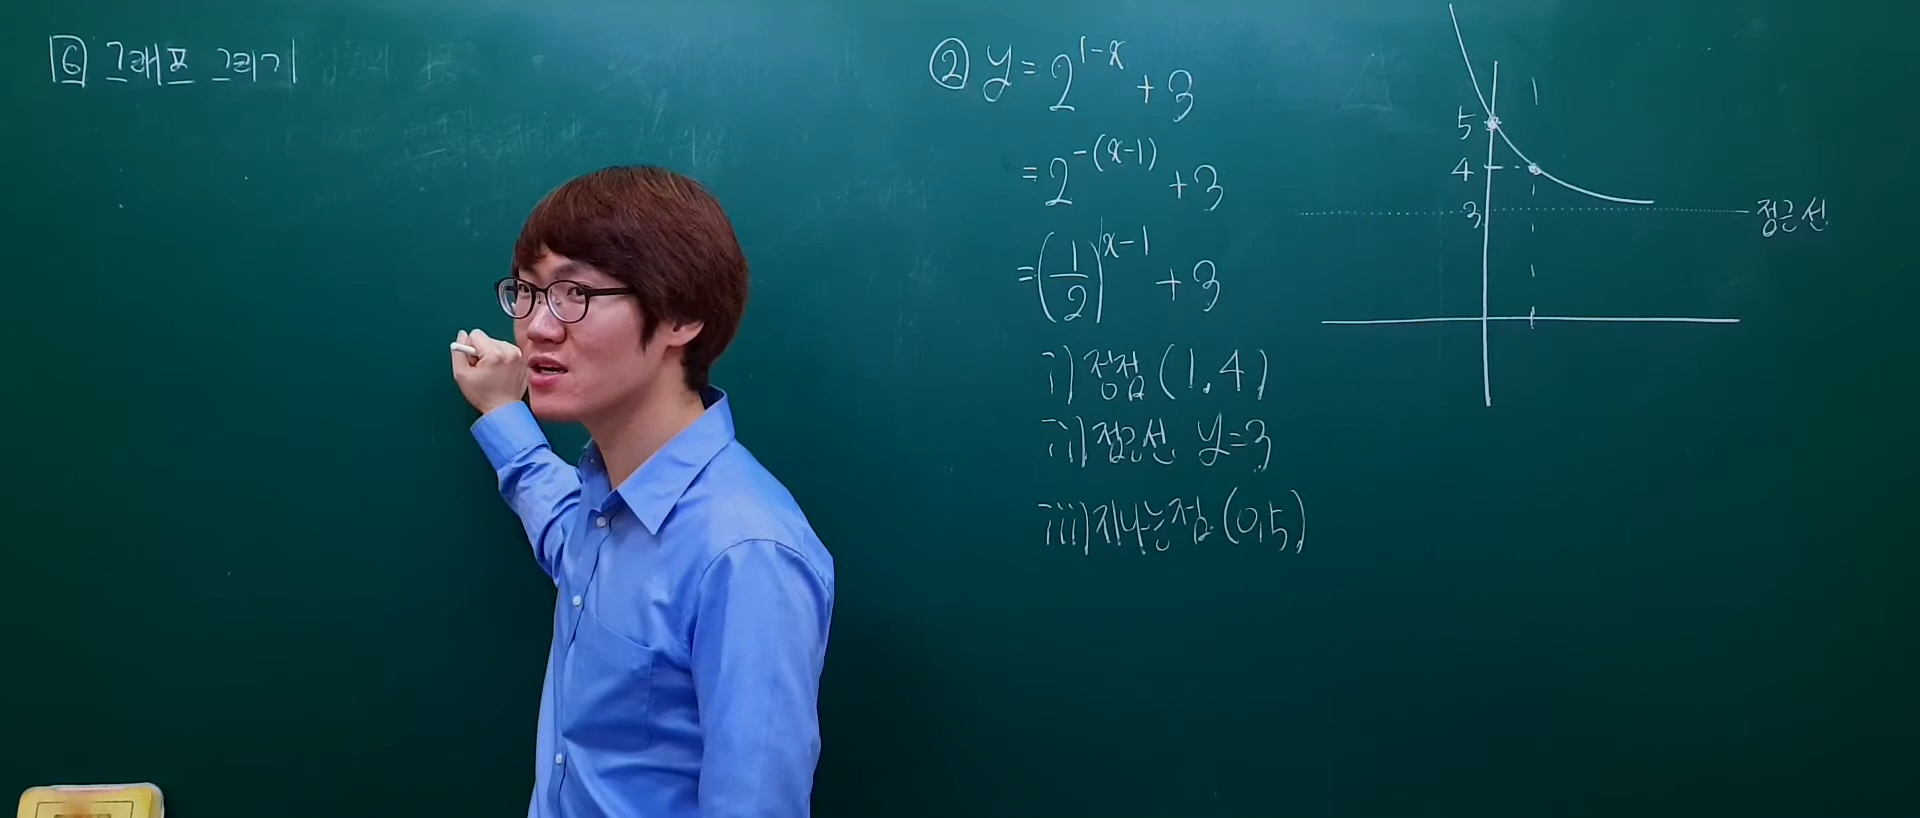 6 그래프 그리기
② y = 2^{1-x} + 3
= 2^{-(x-1)} + 3
= (1/2)^{x-1} + 3
i) 정점 (1, 4)
ii) 점근선 y=3
iii) 지나는점 (0,5)
1
5
4
3
점근선